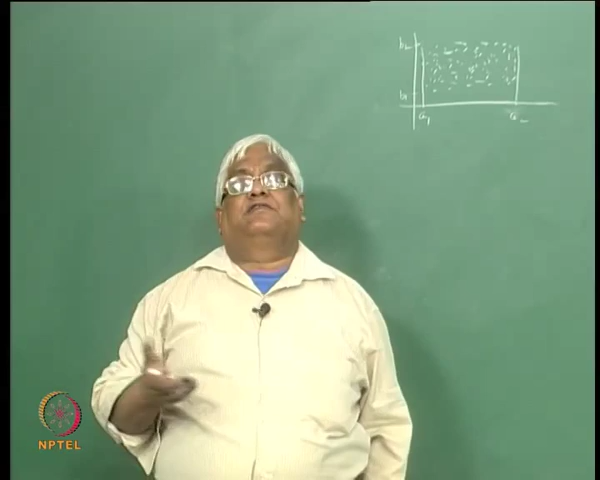 b₂
b₁
a₁ a₂
NPTEL